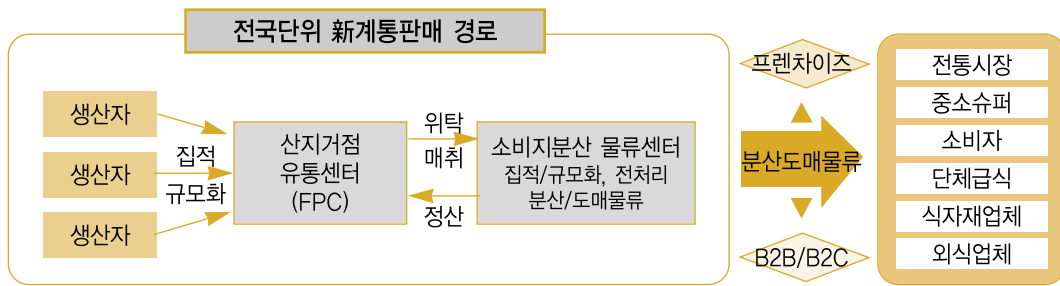 전국단위 新계통판매 경로
생산자
생산자
생산자
집적
규모화
산지거점
유통센터
(FPC)
위탁
매취
정산
소비지분산 물류센터
집적/규모화, 전처리
분산/도매물류
프렌차이즈
분산도매물류
B2B/B2C
전통시장
중소슈퍼
소비자
단체급식
식자재업체
외식업체